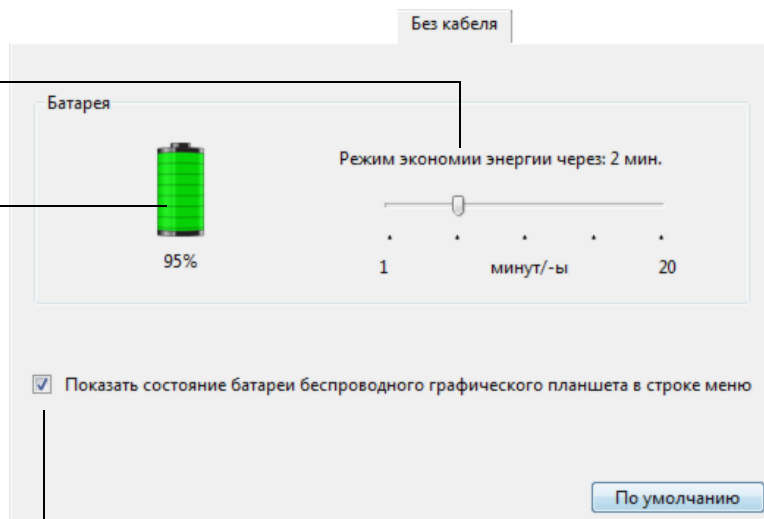 Без кабеля
Батарея
Режим экономии энергии через: 2 мин.
95%
1 минут/-ы 20
Показать состояние батареи беспроводного графического планшета в строке меню
По умолчанию